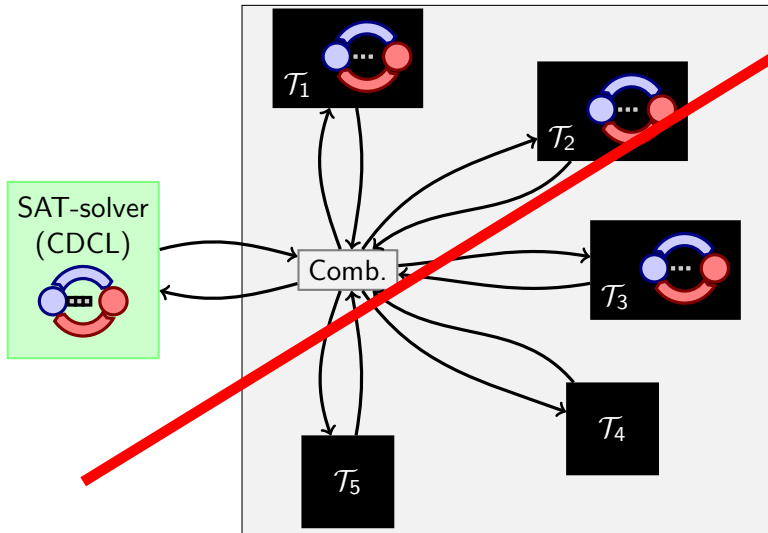 𝒯₁
𝒯₂
SAT-solver
(CDCL)
Comb.
𝒯₃
𝒯₄
𝒯₅